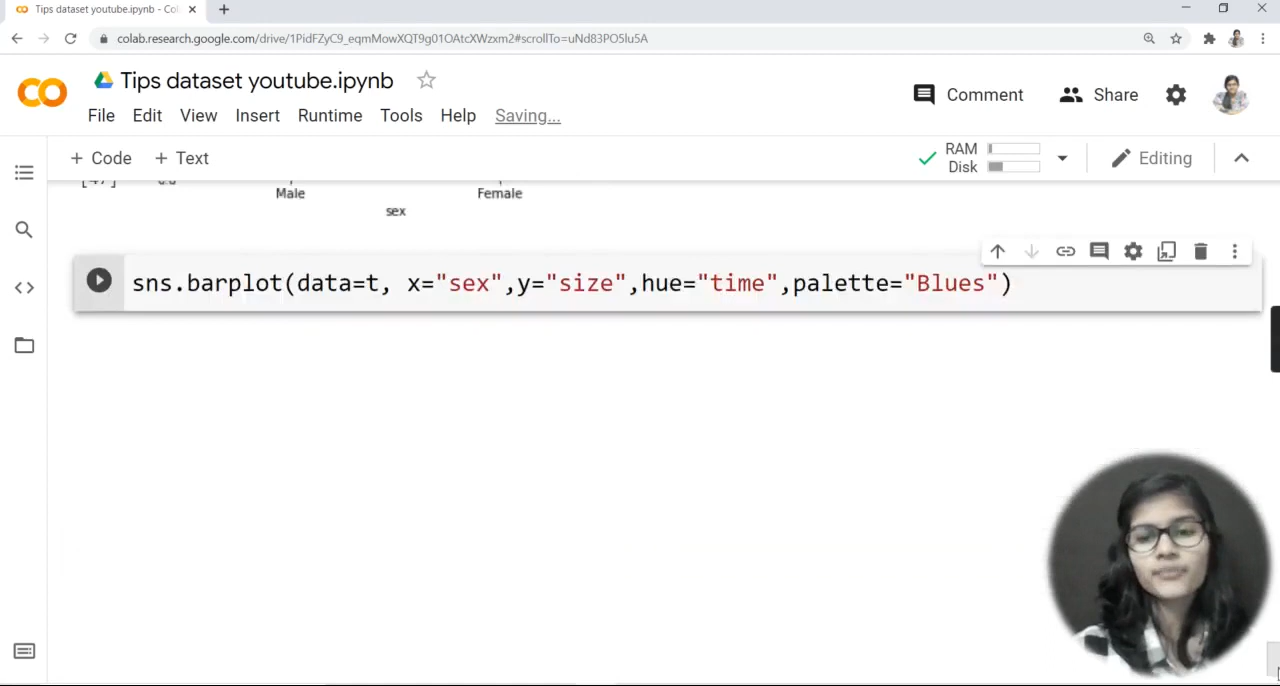 Tips dataset youtube.ipynb - Co
colab.research.google.com/drive/1PidFZyC9_eqmMowXQT9g01OAtcXWzxm2#scrollTo=uNd83PO5lu5A
Tips dataset youtube.ipynb
Comment
Share
File Edit View Insert Runtime Tools Help Saving...
+ Code + Text
RAM
Disk
Editing
Male Female
sex
sns.barplot(data=t, x="sex",y="size",hue="time",palette="Blues")